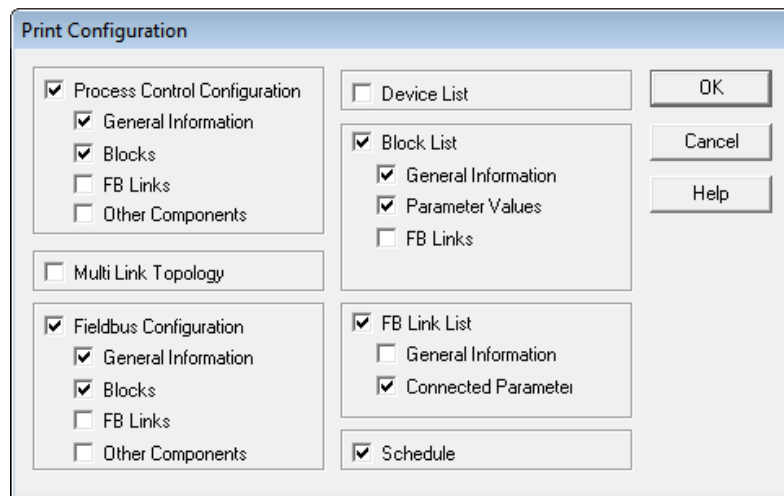 Print Configuration
Process Control Configuration
General Information
Blocks
FB Links
Other Components
Multi Link Topology
Fieldbus Configuration
General Information
Blocks
FB Links
Other Components
Device List
Block List
General Information
Parameter Values
FB Links
FB Link List
General Information
Connected Parameter
Schedule
OK
Cancel
Help